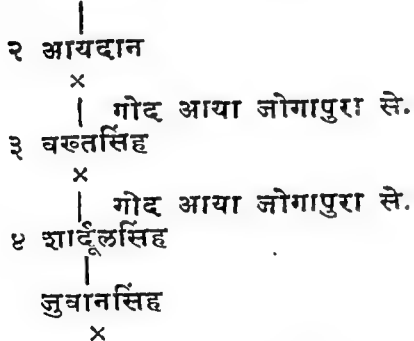 |
२ आयदान
×
| गोद आया जोगापुरा से.
३ वख्तसिंह
×
| गोद आया जोगापुरा से.
४ शार्दूलसिंह
|
जुवानसिंह
×